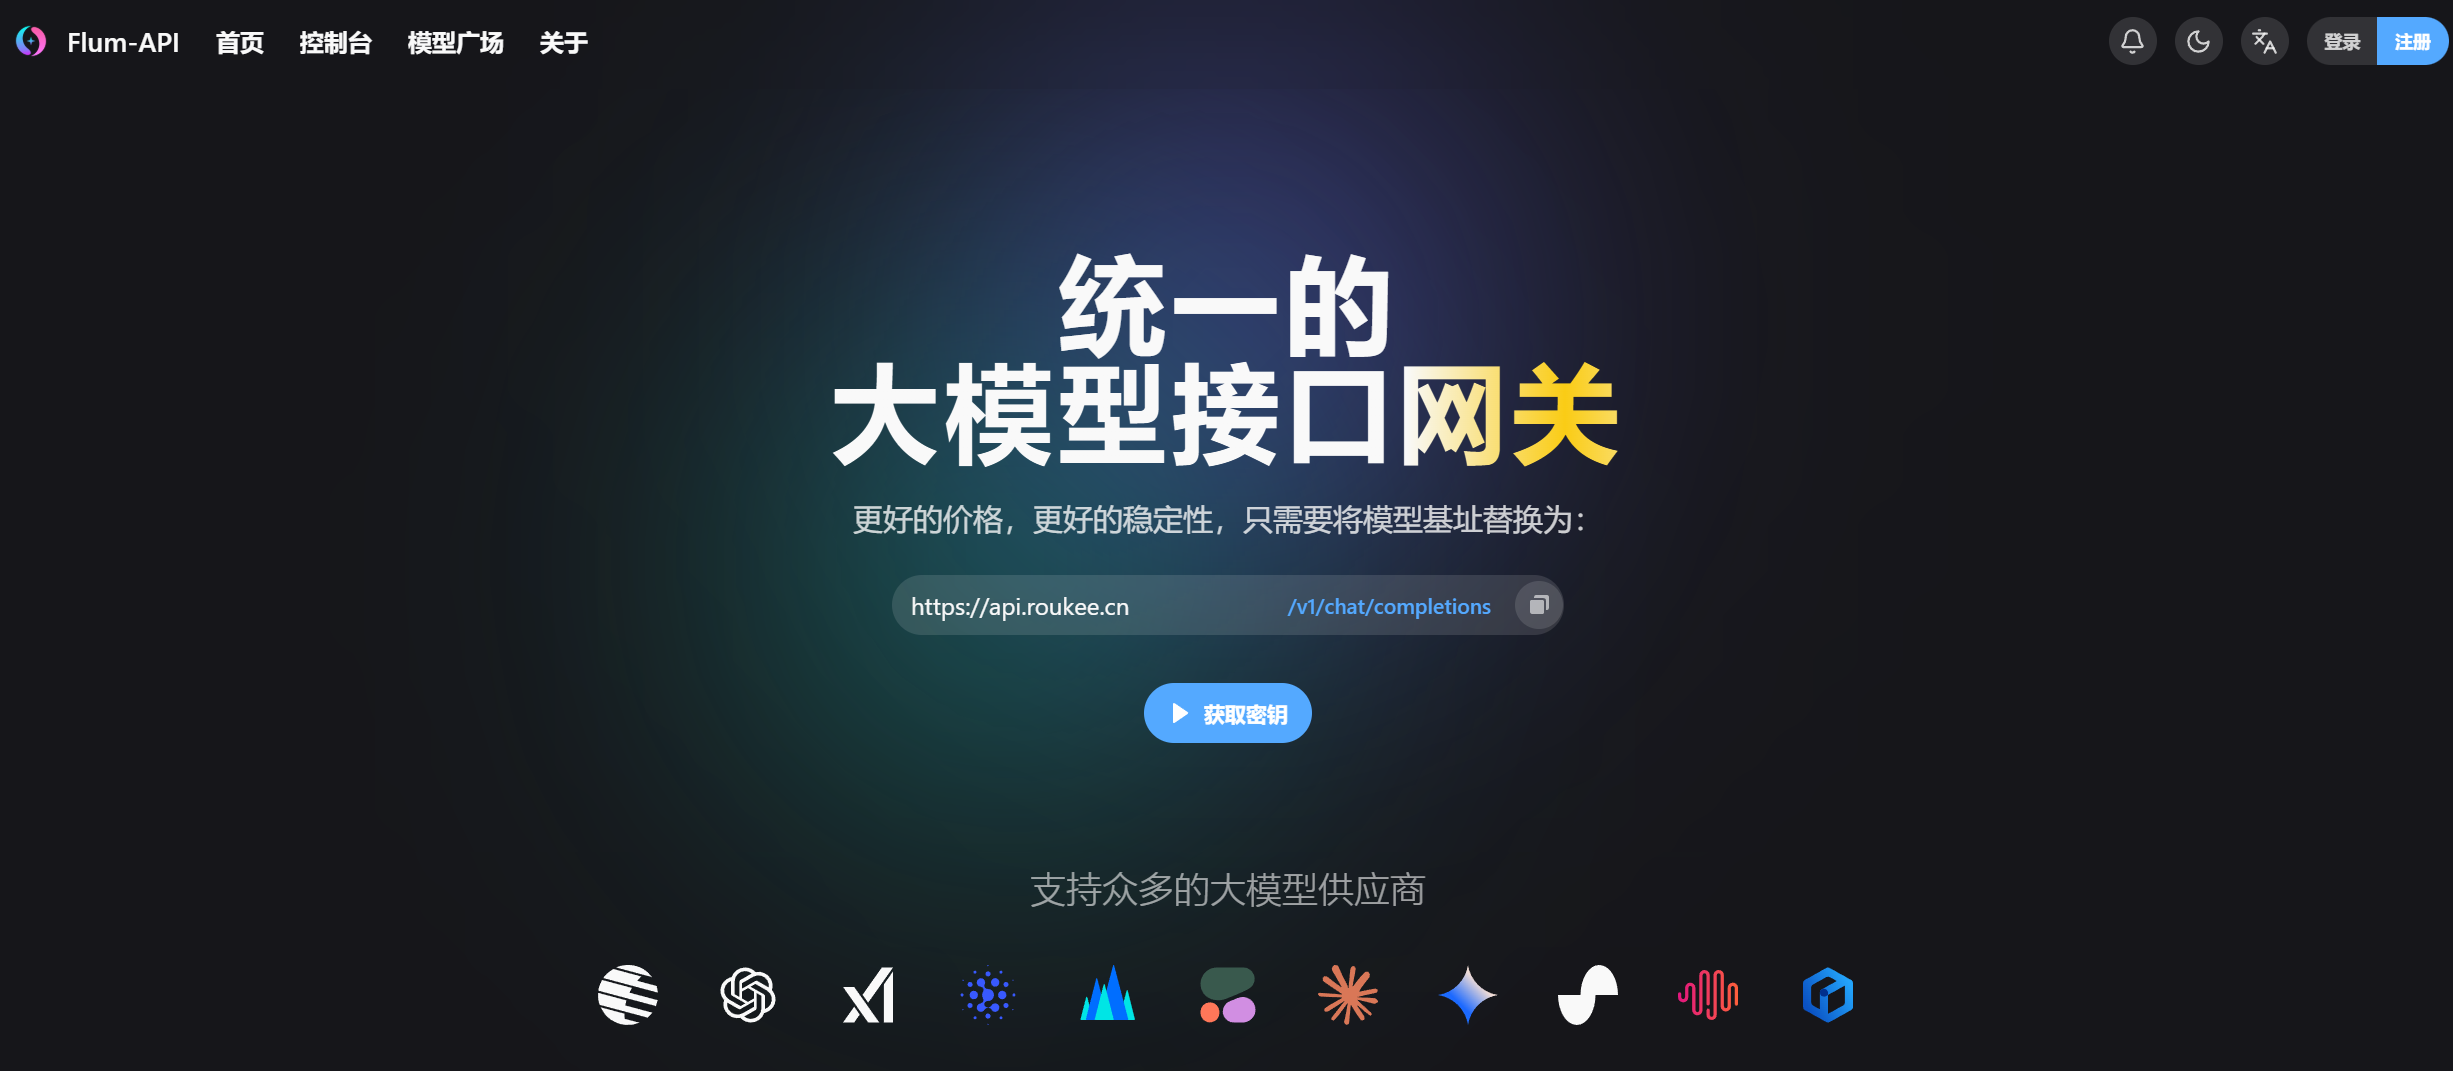 Flum-API 首页 控制台 模型广场 关于 登录 注册
统一的
大模型接口网关
更好的价格，更好的稳定性，只需要将模型基址替换为：
https://api.roukee.cn /v1/chat/completions
获取密钥
支持众多的大模型供应商